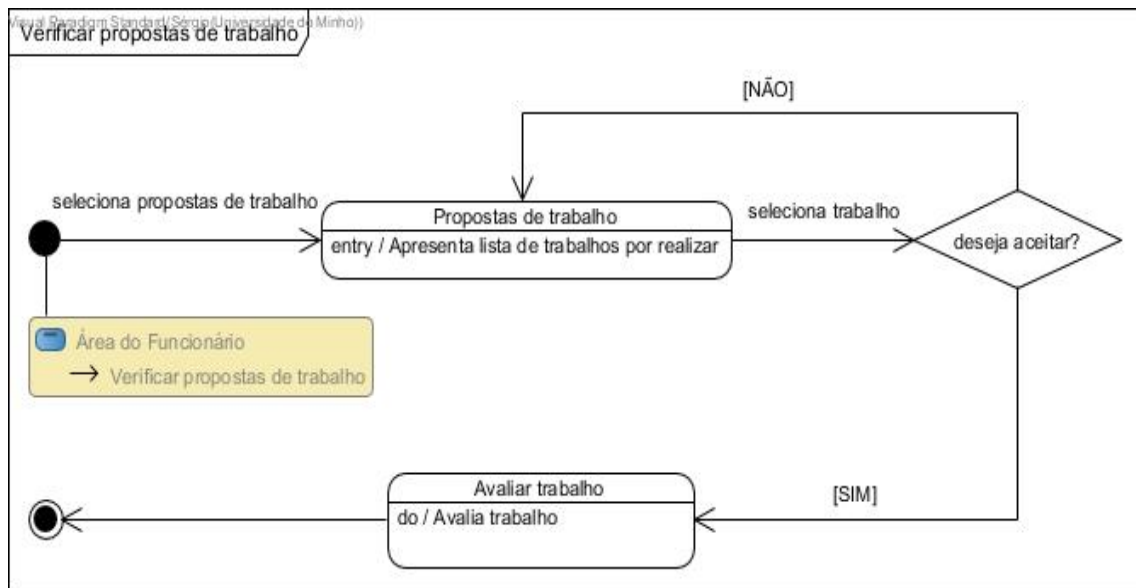 Visual Paradigm Standard(Sérgio(Universidade do Minho))
Verificar propostas de trabalho
[NÃO]
seleciona propostas de trabalho
Propostas de trabalho
seleciona trabalho
entry / Apresenta lista de trabalhos por realizar
deseja aceitar?
Área do Funcionário
Verificar propostas de trabalho
Avaliar trabalho
[SIM]
do / Avalia trabalho